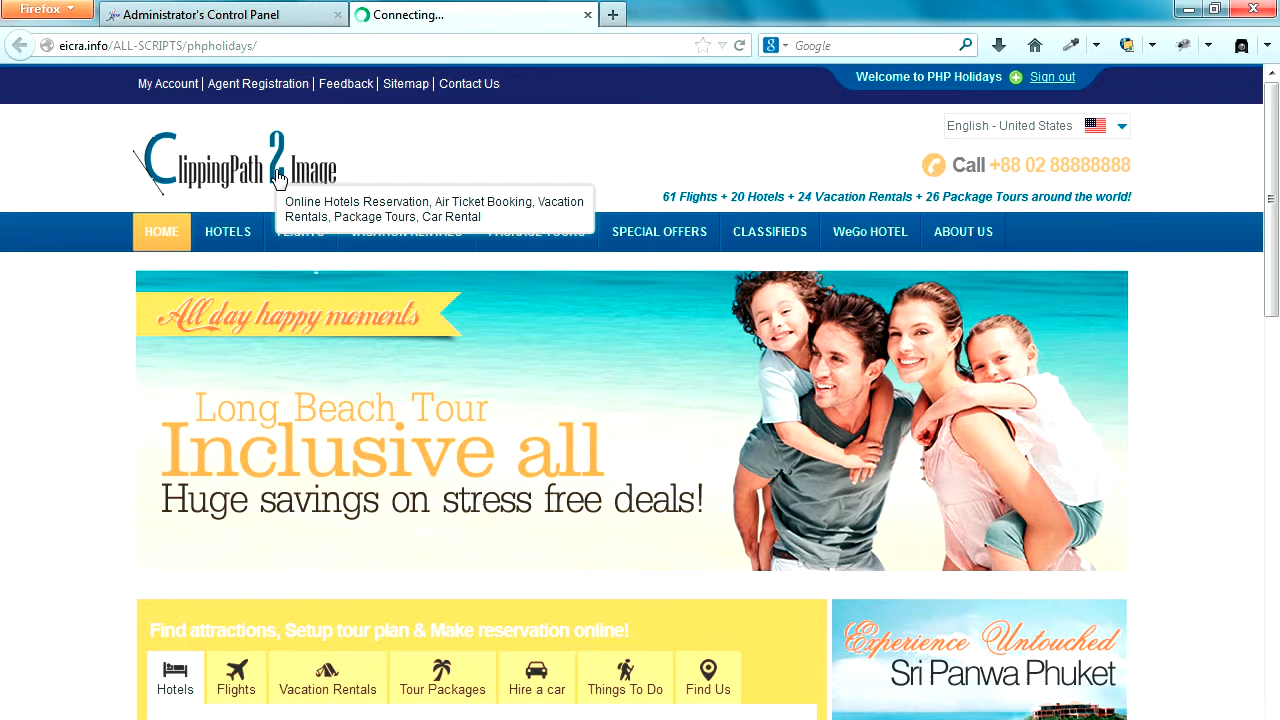 Firefox
Administrator's Control Panel
Connecting...
eicra.info/ALL-SCRIPTS/phpholidays/
Google
My Account | Agent Registration | Feedback | Sitemap | Contact Us
Welcome to PHP Holidays Sign out
English - United States
ClippingPath 2 Image
Call +88 02 88888888
61 Flights + 20 Hotels + 24 Vacation Rentals + 26 Package Tours around the world!
Online Hotels Reservation, Air Ticket Booking, Vacation
Rentals, Package Tours, Car Rental
HOME HOTELS FLIGHTS VACATION RENTALS PACKAGE TOURS SPECIAL OFFERS CLASSIFIEDS WeGo HOTEL ABOUT US
All day happy moments
Long Beach Tour
Inclusive all
Huge savings on stress free deals!
Find attractions, Setup tour plan & Make reservation online!
Hotels Flights Vacation Rentals Tour Packages Hire a car Things To Do Find Us
Experience Untouched
Sri Panwa Phuket